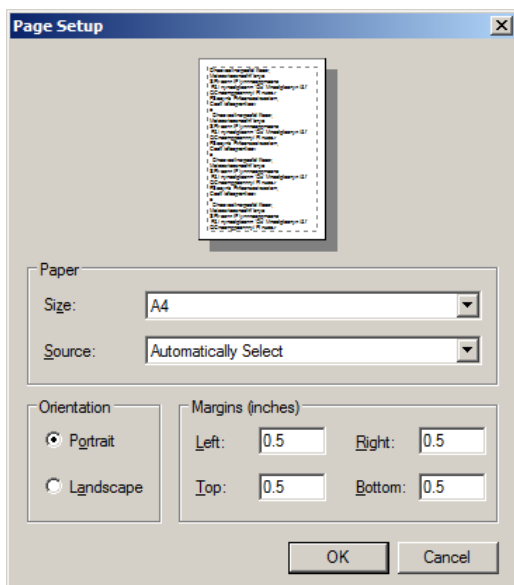 Page Setup
Paper
Size: A4
Source: Automatically Select
Orientation
Portrait
Landscape
Margins (inches)
Left: 0.5 Right: 0.5
Top: 0.5 Bottom: 0.5
OK Cancel